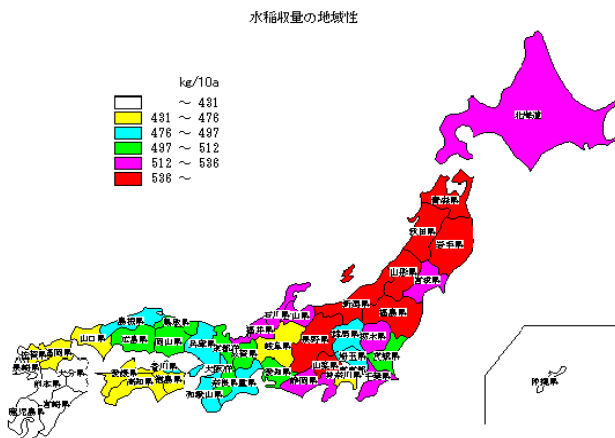 水稲収量の地域性
kg/10a
～ 431
431 ～ 476
476 ～ 497
497 ～ 512
512 ～ 536
536 ～
北海道
青森県
秋田県
岩手県
山形県
宮城県
新潟県
福島県
石川県
富山県
福井県
長野県
群馬県
栃木県
島根県
鳥取県
京都府
岐阜県
埼玉県
茨城県
山口県
広島県
岡山県
兵庫県
滋賀県
山梨県
東京都
佐賀県
福岡県
愛知県
神奈川県
千葉県
長崎県
大分県
愛媛県
香川県
大阪府
静岡県
熊本県
高知県
徳島県
奈良県
三重県
宮崎県
和歌山県
鹿児島県
沖縄県